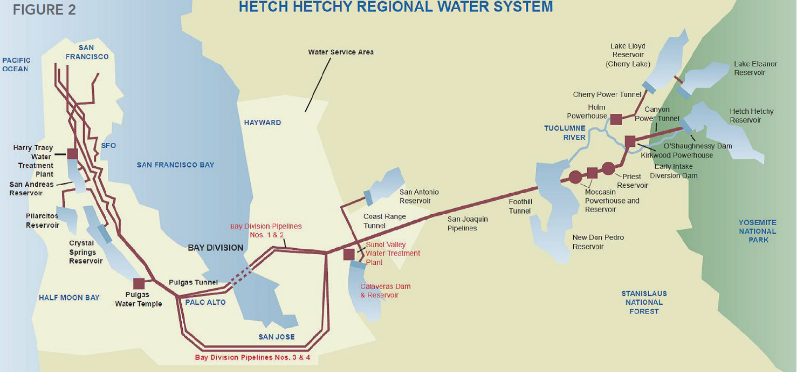 FIGURE 2
HETCH HETCHY REGIONAL WATER SYSTEM
PACIFIC
OCEAN
SAN
FRANCISCO
Water Service Area
Lake Lloyd
Reservoir
(Cherry Lake)
Lake Eleanor
Reservoir
Cherry Power Tunnel
Holm
Powerhouse
Canyon
Power Tunnel
Hetch Hetchy
Reservoir
HAYWARD
TUOLUMNE
RIVER
O'Shaughnessy Dam
Kirkwood Powerhouse
Early Intake
Diversion Dam
Harry Tracy
Water
Treatment
Plant
SFO
SAN FRANCISCO BAY
San Andreas
Reservoir
Priest
Reservoir
Moccasin
Powerhouse and
Reservoir
San Antonio
Reservoir
Foothill
Tunnel
Pilarcitos
Reservoir
Coast Range
Tunnel
San Joaquin
Pipelines
Bay Division Pipelines
Nos. 1 & 2
YOSEMITE
NATIONAL
PARK
Crystal
Springs
Reservoir
BAY DIVISION
Sunol Valley
Water Treatment
Plant
New Don Pedro
Reservoir
Pulgas Tunnel
Calaveras Dam
& Reservoir
HALF MOON BAY
Pulgas
Water Temple
PALO ALTO
STANISLAUS
NATIONAL
FOREST
SAN JOSE
Bay Division Pipelines Nos. 3 & 4